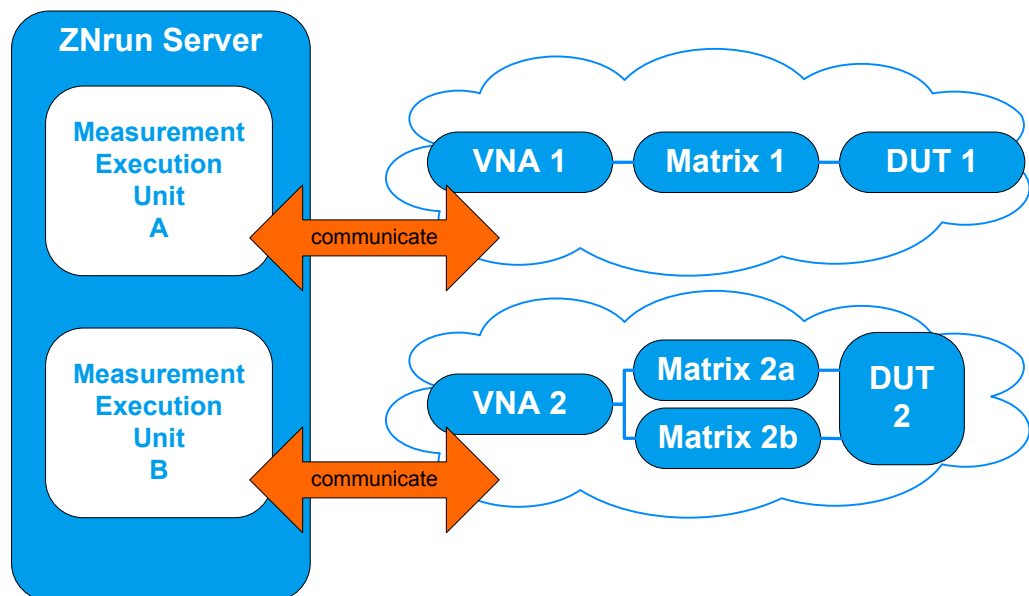 ZNrun Server
Measurement
Execution
Unit
A
communicate
VNA 1
Matrix 1
DUT 1
Measurement
Execution
Unit
B
communicate
VNA 2
Matrix 2a
Matrix 2b
DUT
2